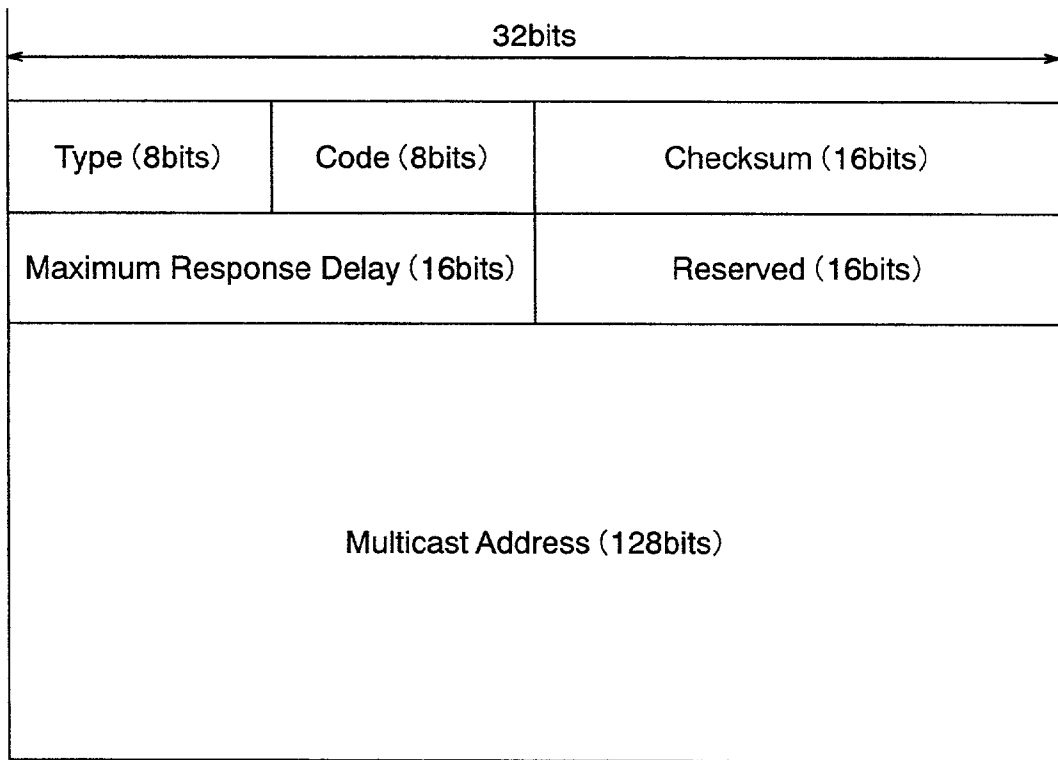 32bits
Type (8bits) Code (8bits) Checksum (16bits)
Maximum Response Delay (16bits) Reserved (16bits)
Multicast Address (128bits)